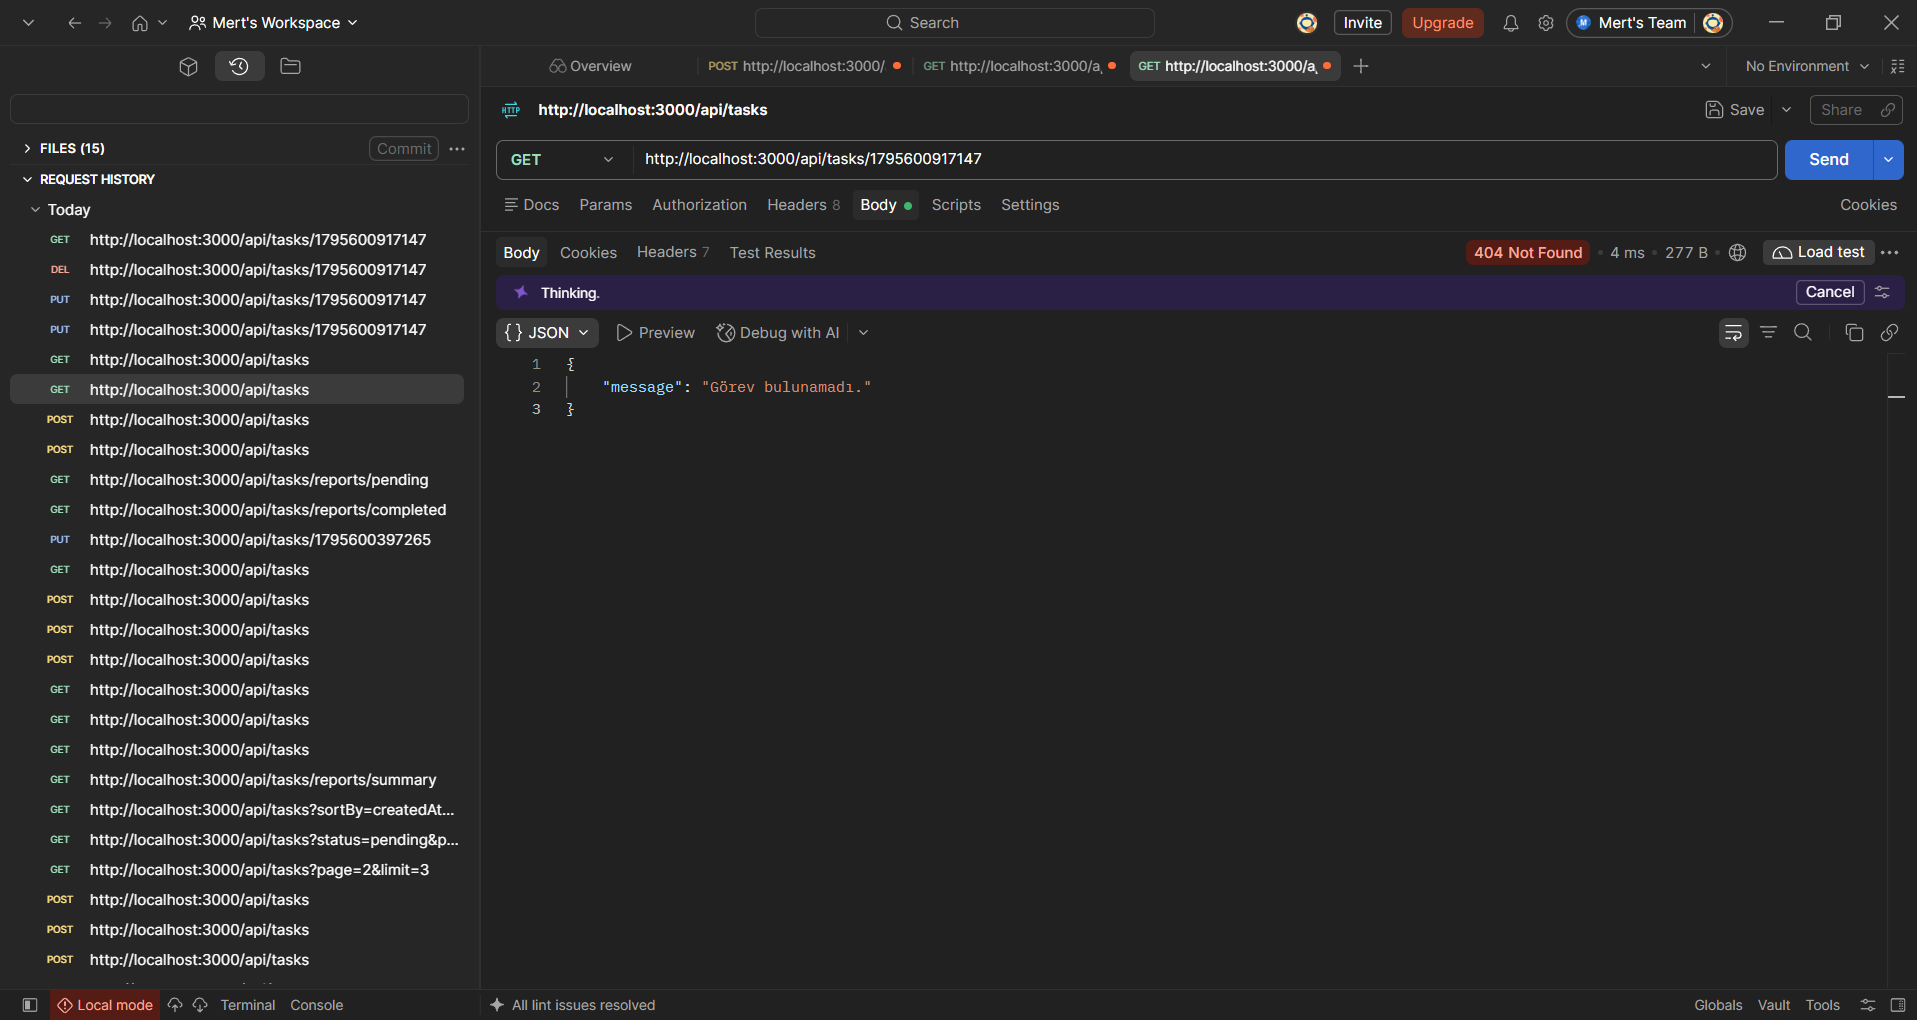 Mert's Workspace
Search
Invite
Upgrade
M
Mert's Team
Overview
POST http://localhost:3000/
GET http://localhost:3000/a
GET http://localhost:3000/a
No Environment
HTTP
http://localhost:3000/api/tasks
Save
Share
FILES (15)
Commit
GET
http://localhost:3000/api/tasks/1795600917147
Send
REQUEST HISTORY
Docs
Params
Authorization
Headers 8
Body
Scripts
Settings
Cookies
Today
GET http://localhost:3000/api/tasks/1795600917147
DEL http://localhost:3000/api/tasks/1795600917147
PUT http://localhost:3000/api/tasks/1795600917147
PUT http://localhost:3000/api/tasks/1795600917147
GET http://localhost:3000/api/tasks
GET http://localhost:3000/api/tasks
POST http://localhost:3000/api/tasks
POST http://localhost:3000/api/tasks
GET http://localhost:3000/api/tasks/reports/pending
GET http://localhost:3000/api/tasks/reports/completed
PUT http://localhost:3000/api/tasks/1795600397265
GET http://localhost:3000/api/tasks
POST http://localhost:3000/api/tasks
POST http://localhost:3000/api/tasks
POST http://localhost:3000/api/tasks
GET http://localhost:3000/api/tasks
GET http://localhost:3000/api/tasks
GET http://localhost:3000/api/tasks
GET http://localhost:3000/api/tasks/reports/summary
GET http://localhost:3000/api/tasks?sortBy=createdAt...
GET http://localhost:3000/api/tasks?status=pending&p...
GET http://localhost:3000/api/tasks?page=2&limit=3
POST http://localhost:3000/api/tasks
POST http://localhost:3000/api/tasks
POST http://localhost:3000/api/tasks
Body
Cookies
Headers 7
Test Results
404 Not Found
4 ms
277 B
Load test
Thinking.
Cancel
{} JSON
Preview
Debug with AI
1 {
2 "message": "Görev bulunamadı."
3 }
Local mode
Terminal
Console
All lint issues resolved
Globals
Vault
Tools